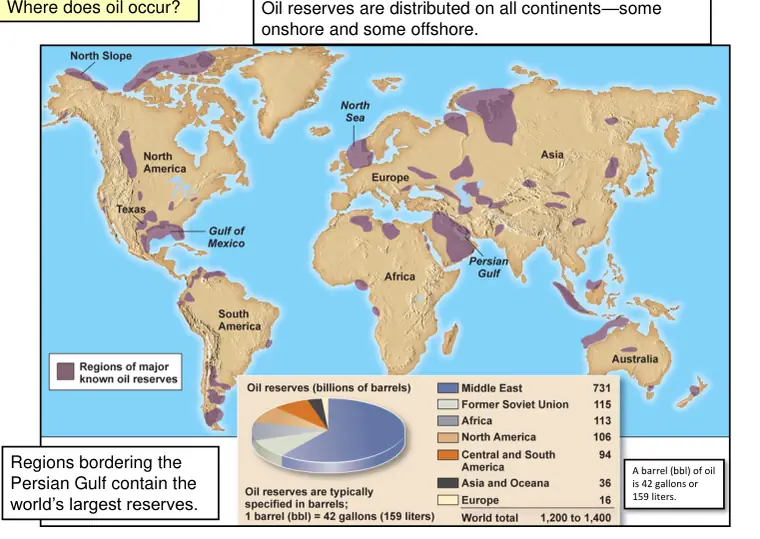 Where does oil occur?
Oil reserves are distributed on all continents—some
onshore and some offshore.
North Slope
North
Sea
North
America
Asia
Europe
Texas
Gulf of
Mexico
Persian
Gulf
Africa
South
America
Regions of major
known oil reserves
Australia
Oil reserves (billions of barrels)
Middle East 731
Former Soviet Union 115
Africa 113
North America 106
Central and South 94
America
Asia and Oceana 36
Europe 16
World total 1,200 to 1,400
Oil reserves are typically
specified in barrels;
1 barrel (bbl) = 42 gallons (159 liters)
Regions bordering the
Persian Gulf contain the
world’s largest reserves.
A barrel (bbl) of oil
is 42 gallons or
159 liters.